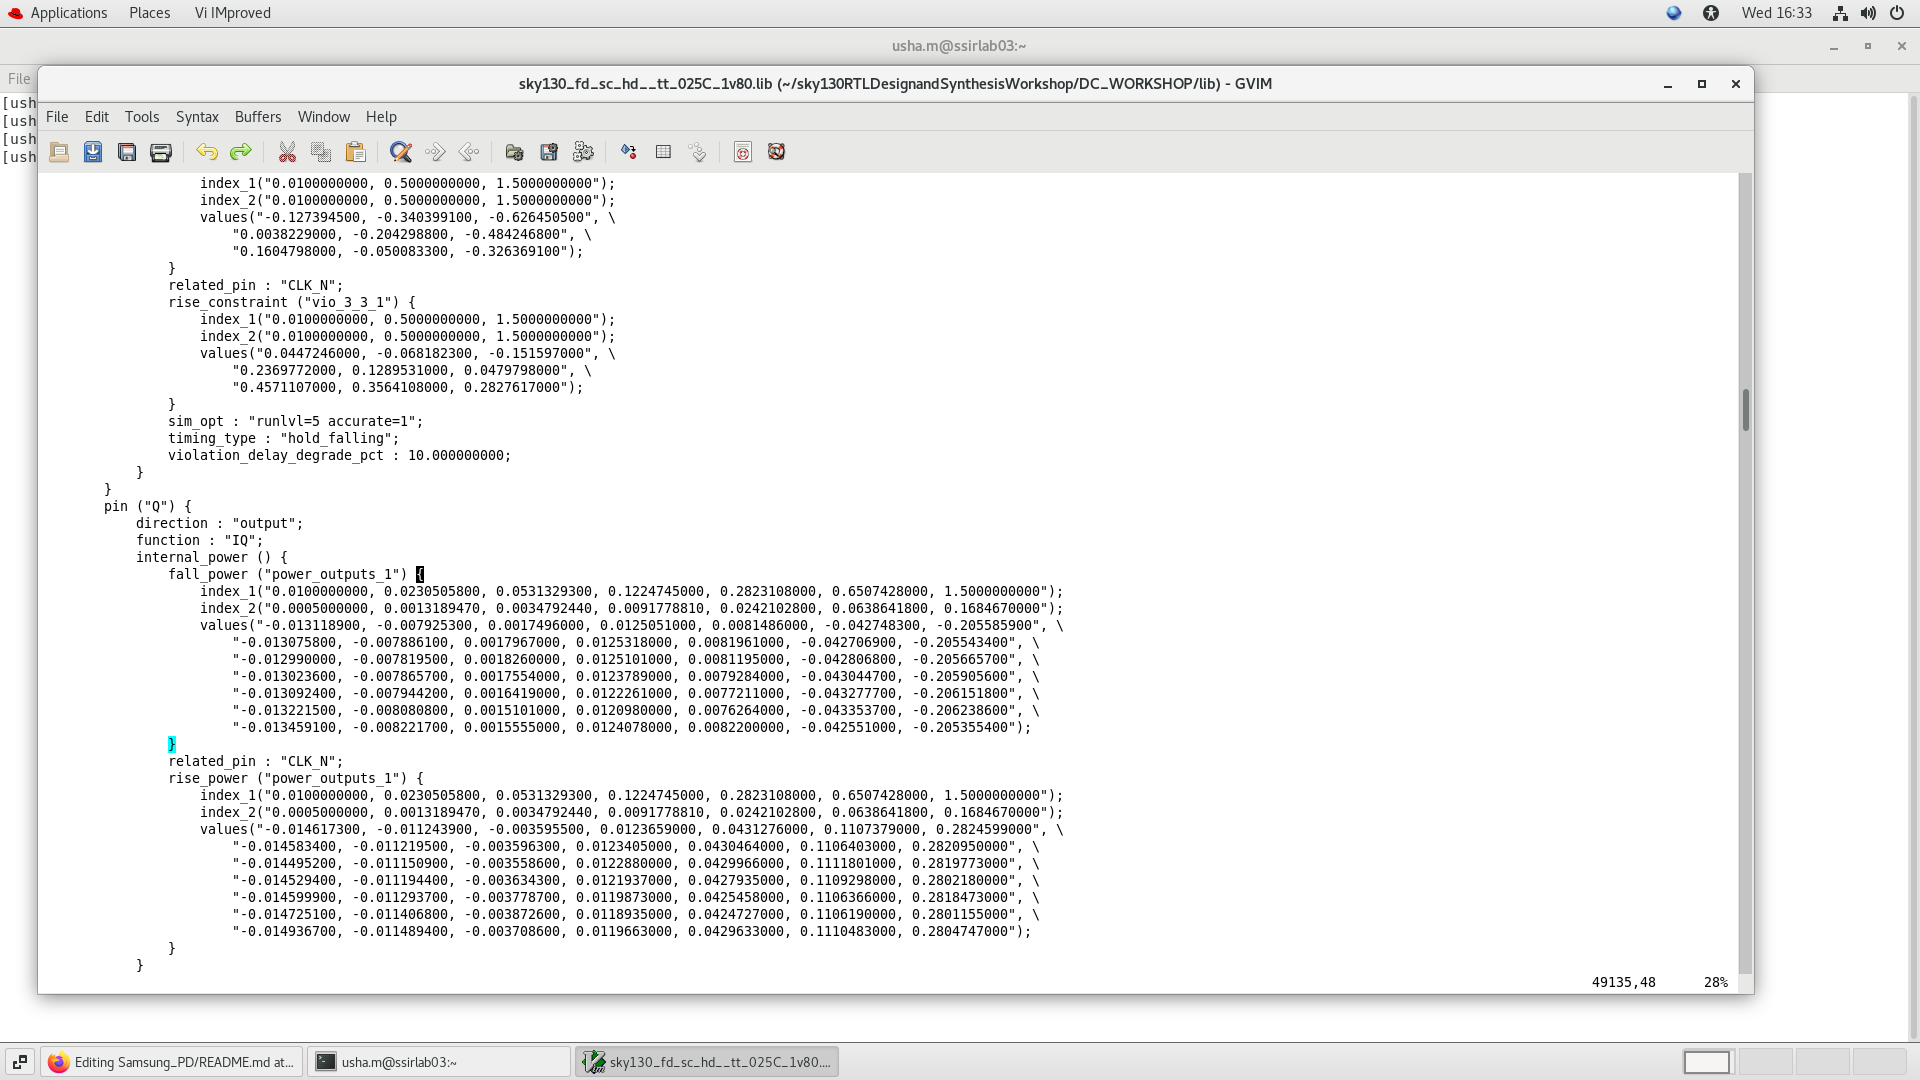 Applications Places Vi IMproved Wed 16:33
usha.m@ssirlab03:~
File
[ush
[ush
[ush
[ush
sky130_fd_sc_hd__tt_025C_1v80.lib (~/sky130RTLDesignandSynthesisWorkshop/DC_WORKSHOP/lib) - GVIM
File Edit Tools Syntax Buffers Window Help
index_1("0.0100000000, 0.5000000000, 1.5000000000");
index_2("0.0100000000, 0.5000000000, 1.5000000000");
values("-0.127394500, -0.340399100, -0.626450500", \
"0.0038229000, -0.204298800, -0.484246800", \
"0.1604798000, -0.050083300, -0.326369100");
}
related_pin : "CLK_N";
rise_constraint ("vio_3_3_1") {
index_1("0.0100000000, 0.5000000000, 1.5000000000");
index_2("0.0100000000, 0.5000000000, 1.5000000000");
values("0.0447246000, -0.068182300, -0.151597000", \
"0.2369772000, 0.1289531000, 0.0479798000", \
"0.4571107000, 0.3564108000, 0.2827617000");
}
sim_opt : "runlvl=5 accurate=1";
timing_type : "hold_falling";
violation_delay_degrade_pct : 10.000000000;
}
}
pin ("Q") {
direction : "output";
function : "IQ";
internal_power () {
fall_power ("power_outputs_1") {
index_1("0.0100000000, 0.0230505800, 0.0531329300, 0.1224745000, 0.2823108000, 0.6507428000, 1.5000000000");
index_2("0.0005000000, 0.0013189470, 0.0034792440, 0.0091778810, 0.0242102800, 0.0638641800, 0.1684670000");
values("-0.013118900, -0.007925300, 0.0017496000, 0.0125051000, 0.0081486000, -0.042748300, -0.205585900", \
"-0.013075800, -0.007886100, 0.0017967000, 0.0125318000, 0.0081961000, -0.042706900, -0.205543400", \
"-0.012990000, -0.007819500, 0.0018260000, 0.0125101000, 0.0081195000, -0.042806800, -0.205665700", \
"-0.013023600, -0.007865700, 0.0017554000, 0.0123789000, 0.0079284000, -0.043044700, -0.205905600", \
"-0.013092400, -0.007944200, 0.0016419000, 0.0122261000, 0.0077211000, -0.043277700, -0.206151800", \
"-0.013221500, -0.008080800, 0.0015101000, 0.0120980000, 0.0076264000, -0.043353700, -0.206238600", \
"-0.013459100, -0.008221700, 0.0015555000, 0.0124078000, 0.0082200000, -0.042551000, -0.205355400");
}
related_pin : "CLK_N";
rise_power ("power_outputs_1") {
index_1("0.0100000000, 0.0230505800, 0.0531329300, 0.1224745000, 0.2823108000, 0.6507428000, 1.5000000000");
index_2("0.0005000000, 0.0013189470, 0.0034792440, 0.0091778810, 0.0242102800, 0.0638641800, 0.1684670000");
values("-0.014617300, -0.011243900, -0.003595500, 0.0123659000, 0.0431276000, 0.1107379000, 0.2824599000", \
"-0.014583400, -0.011219500, -0.003596300, 0.0123405000, 0.0430464000, 0.1106403000, 0.2820950000", \
"-0.014495200, -0.011150900, -0.003558600, 0.0122880000, 0.0429966000, 0.1111801000, 0.2819773000", \
"-0.014529400, -0.011194400, -0.003634300, 0.0121937000, 0.0427935000, 0.1109298000, 0.2802180000", \
"-0.014599900, -0.011293700, -0.003778700, 0.0119873000, 0.0425458000, 0.1106366000, 0.2818473000", \
"-0.014725100, -0.011406800, -0.003872600, 0.0118935000, 0.0424727000, 0.1106190000, 0.2801155000", \
"-0.014936700, -0.011489400, -0.003708600, 0.0119663000, 0.0429633000, 0.1110483000, 0.2804747000");
}
}
49135,48 28%
Editing Samsung_PD/README.md at... usha.m@ssirlab03:~ sky130_fd_sc_hd__tt_025C_1v80....